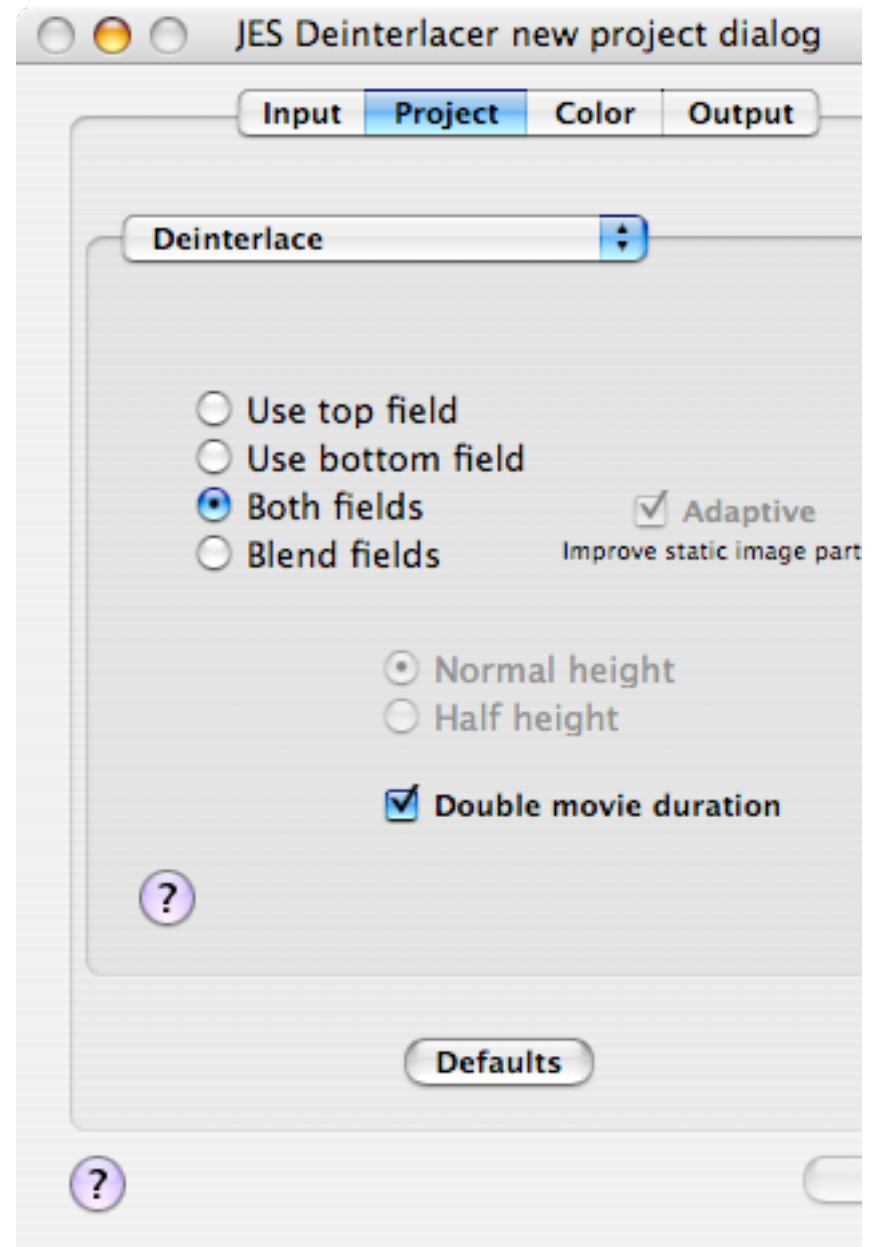 JES Deinterlacer new project dialog
Input Project Color Output
Deinterlace
Use top field
Use bottom field
Both fields
Adaptive
Blend fields
Improve static image part
Normal height
Half height
Double movie duration
?
Defaults
?